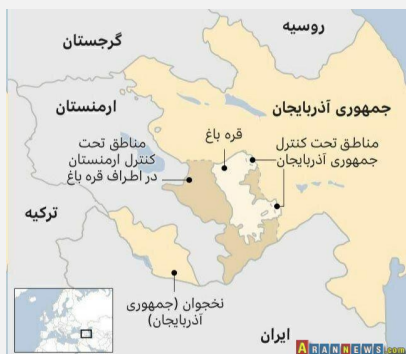 روسیه
گرجستان
ارمنستان
جمهوری آذربایجان
قره باغ
مناطق تحت کنترل
جمهوری آذربایجان
مناطق تحت
کنترل ارمنستان
در اطراف قره باغ
ترکیه
نخجوان (جمهوری
آذربایجان)
ایران
ARANNEWS.com